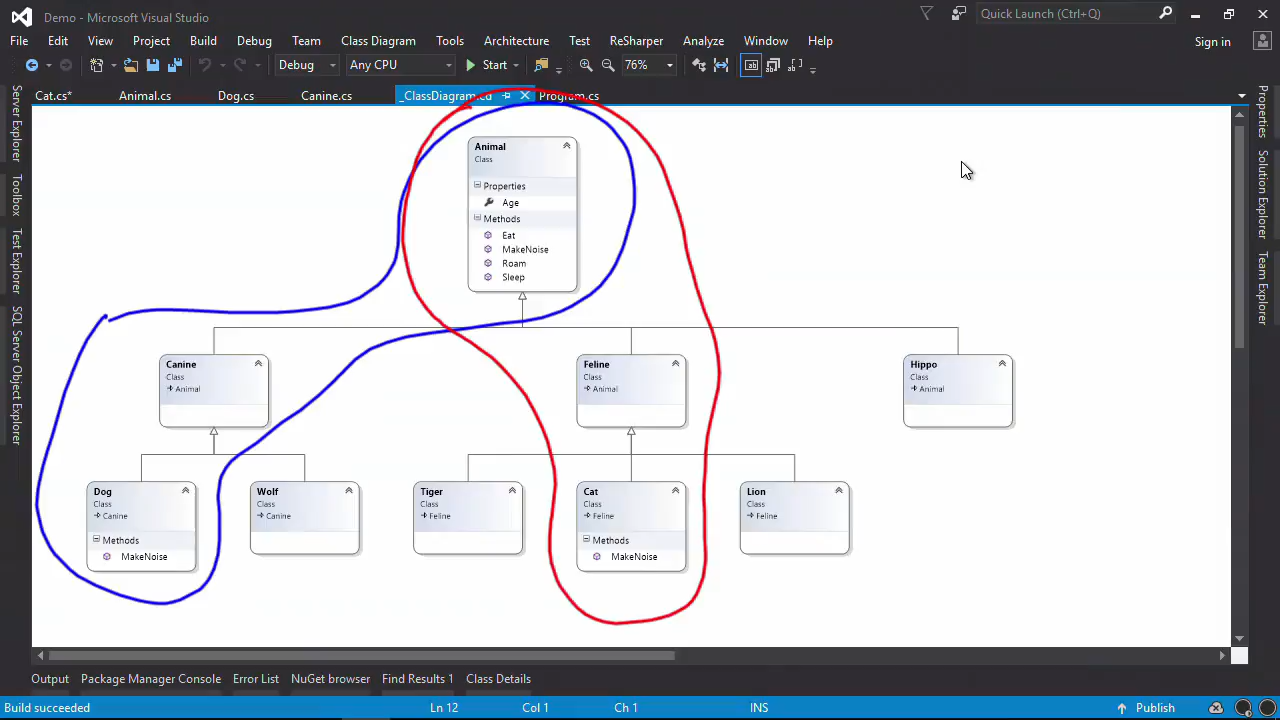 Demo - Microsoft Visual Studio
Quick Launch (Ctrl+Q)
File Edit View Project Build Debug Team Class Diagram Tools Architecture Test ReSharper Analyze Window Help
Sign in
Debug Any CPU Start 76%
Cat.cs* Animal.cs Dog.cs Canine.cs _ClassDiagram.cd Program.cs
Server Explorer
Toolbox
Test Explorer
SQL Server Object Explorer
Animal
Class
Properties
Age
Methods
Eat
MakeNoise
Roam
Sleep
Canine
Class
Animal
Feline
Class
Animal
Hippo
Class
Animal
Dog
Class
Canine
Methods
MakeNoise
Wolf
Class
Canine
Tiger
Class
Feline
Cat
Class
Feline
Methods
MakeNoise
Lion
Class
Feline
Properties
Solution Explorer
Team Explorer
Output Package Manager Console Error List NuGet browser Find Results 1 Class Details
Build succeeded Ln 12 Col 1 Ch 1 INS Publish